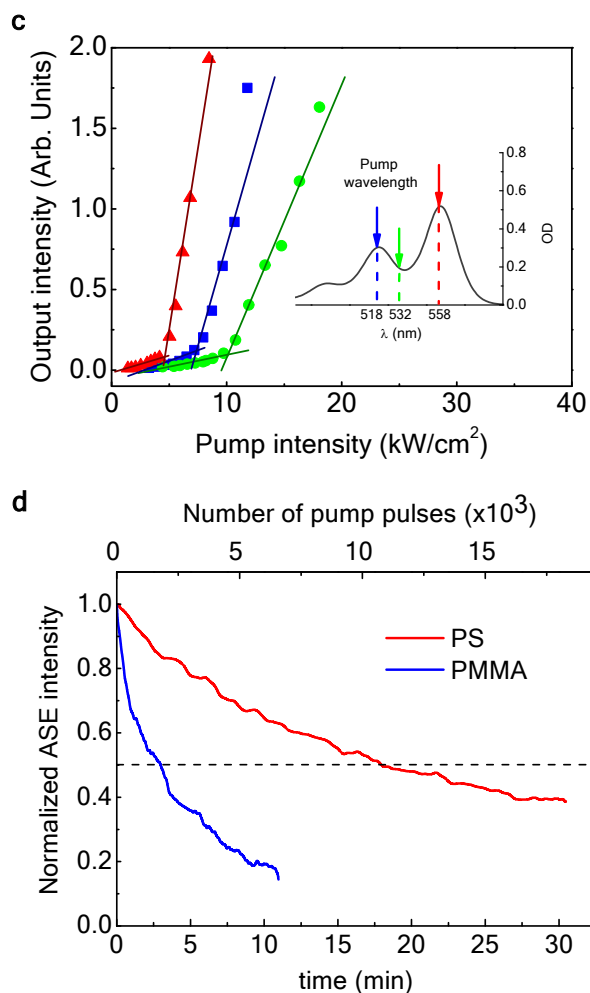 c
2.0
1.5
1.0
0.5
0.0
Output intensity (Arb. Units)
0 10 20 30 40
Pump intensity (kW/cm²)
Pump
wavelength
0.8
0.6
0.4
0.2
0.0
OD
518 532 558
λ (nm)
d
Number of pump pulses (x10³)
0 5 10 15
1.0
0.8
0.6
0.4
0.2
0.0
Normalized ASE intensity
PS
PMMA
0 5 10 15 20 25 30
time (min)